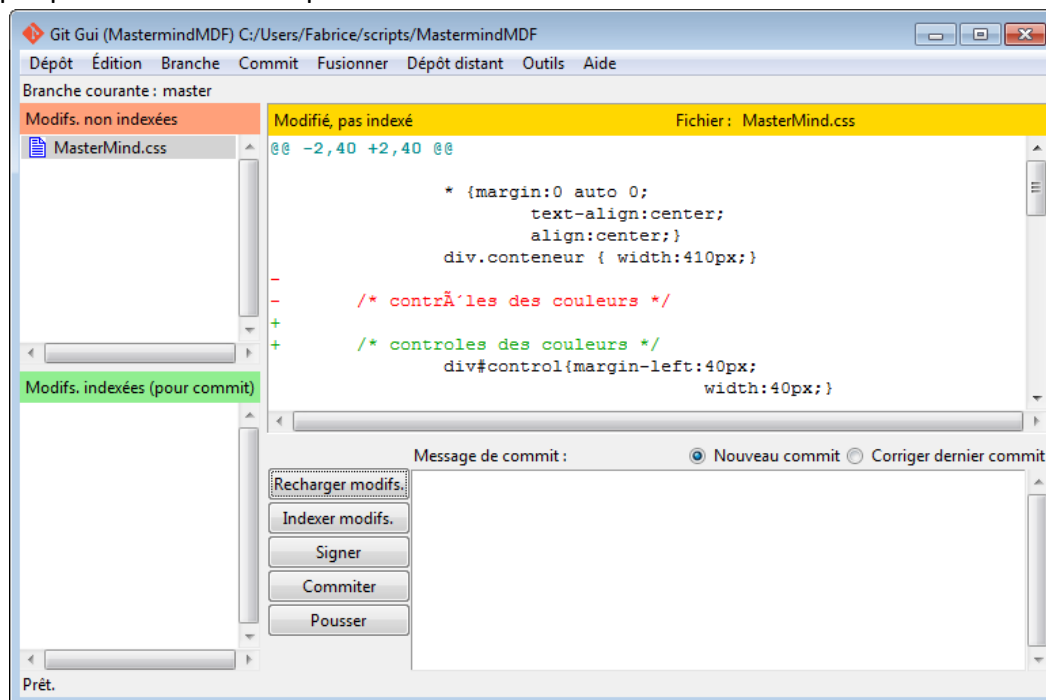 Git Gui (MastermindMDF) C:/Users/Fabrice/scripts/MastermindMDF
Dépôt Édition Branche Commit Fusionner Dépôt distant Outils Aide
Branche courante : master
Modifs. non indexées
MasterMind.css
Modifié, pas indexé Fichier : MasterMind.css
@@ -2,40 +2,40 @@
* {margin:0 auto 0;
text-align:center;
align:center;}
div.conteneur { width:410px;}
-
- /* contrÃ´les des couleurs */
+
+ /* controles des couleurs */
div#control{margin-left:40px;
width:40px;}
Modifs. indexées (pour commit)
Message de commit : Nouveau commit Corriger dernier commit
Recharger modifs.
Indexer modifs.
Signer
Commiter
Pousser
Prêt.